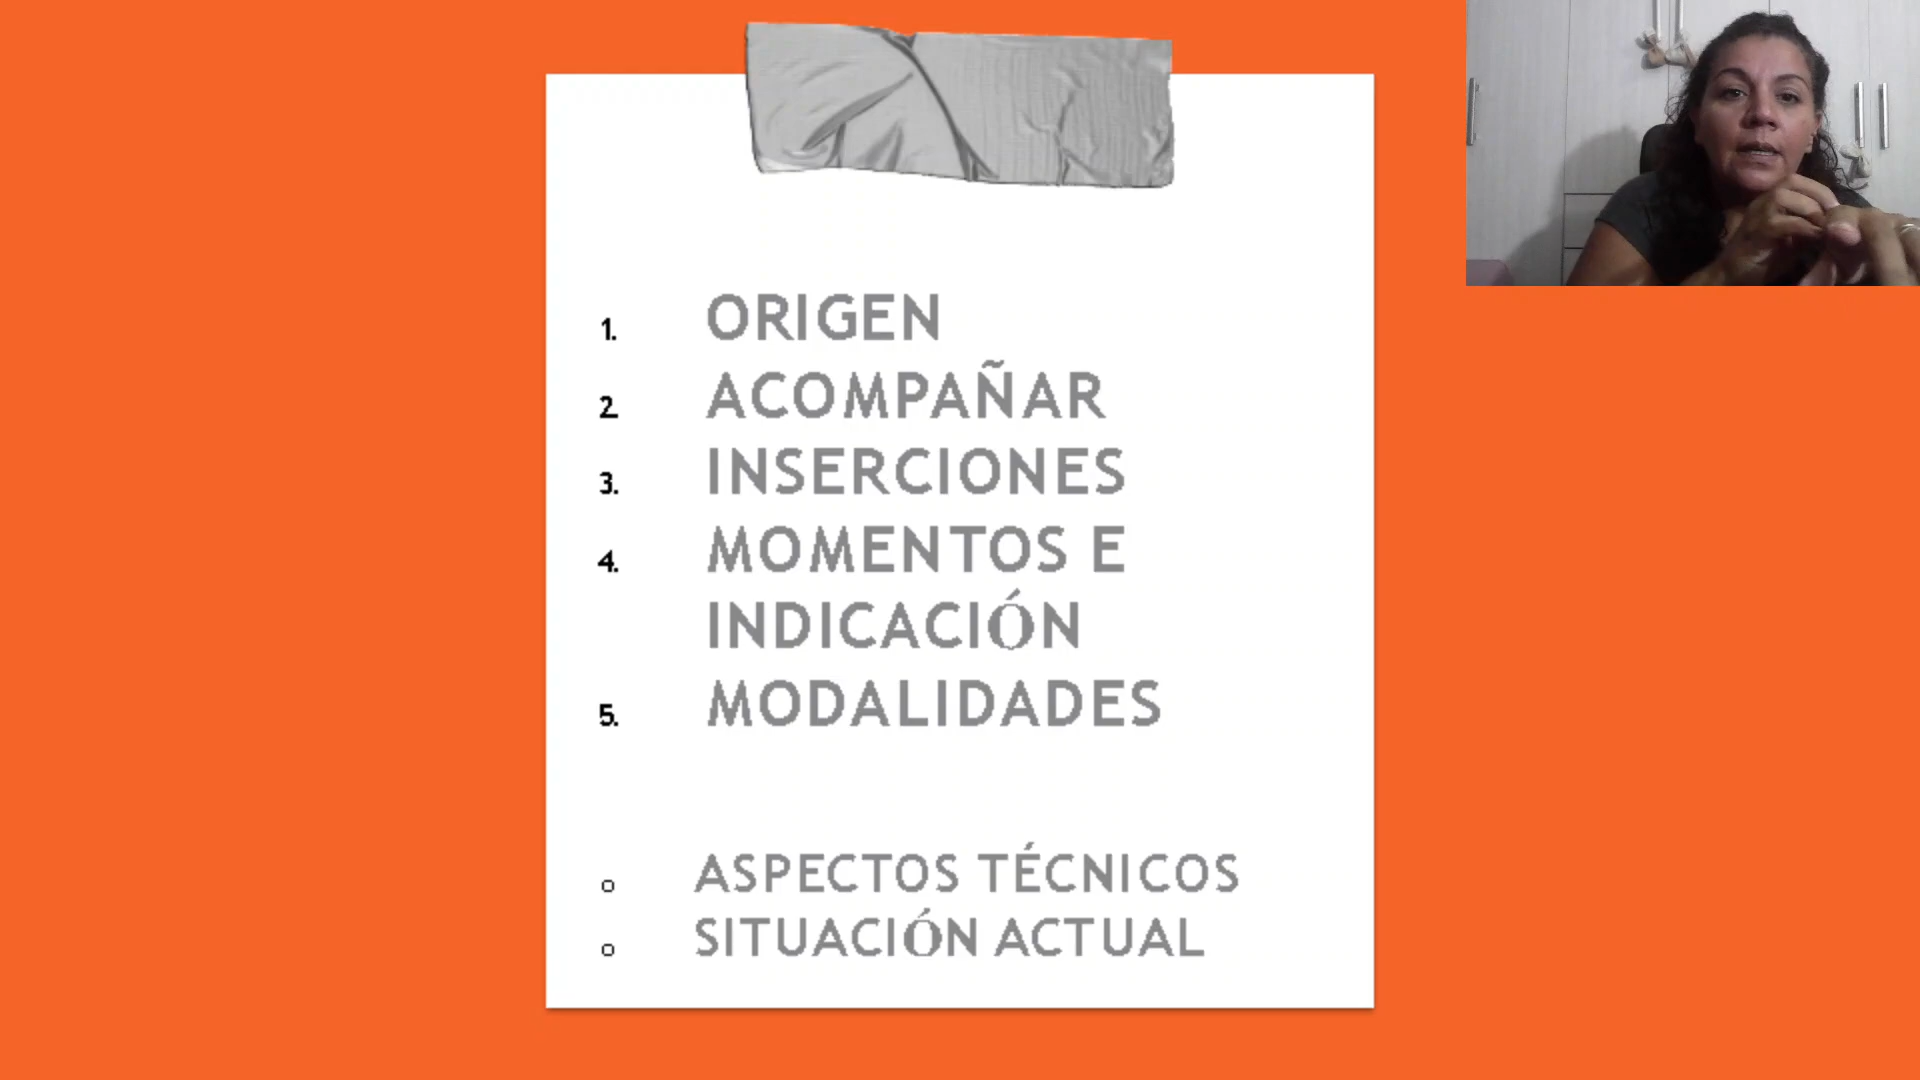 1. ORIGEN
2. ACOMPAÑAR
3. INSERCIONES
4. MOMENTOS E
INDICACIÓN
5. MODALIDADES
o ASPECTOS TÉCNICOS
o SITUACIÓN ACTUAL